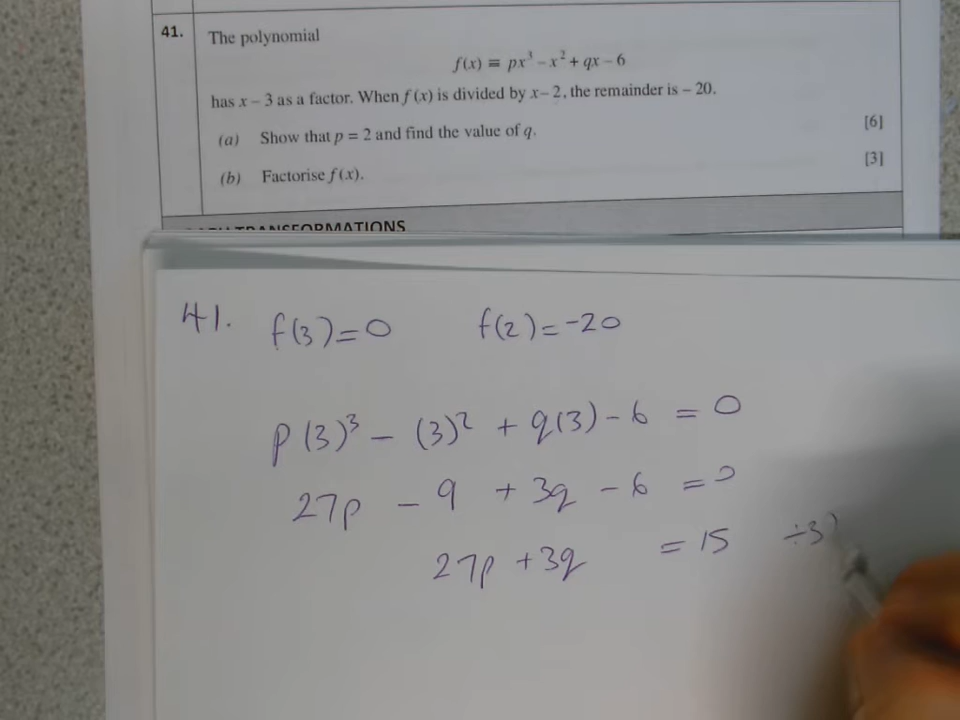 41. The polynomial
f(x) ≡ px³ – x² + qx – 6
has x – 3 as a factor. When f(x) is divided by x – 2, the remainder is – 20.
(a) Show that p = 2 and find the value of q. [6]
(b) Factorise f(x). [3]
TRANSFORMATIONS
41. f(3)=0 f(2)=-20
p(3)³ - (3)² + q(3) - 6 = 0
27p - 9 + 3q - 6 = 0
27p + 3q = 15 ÷3